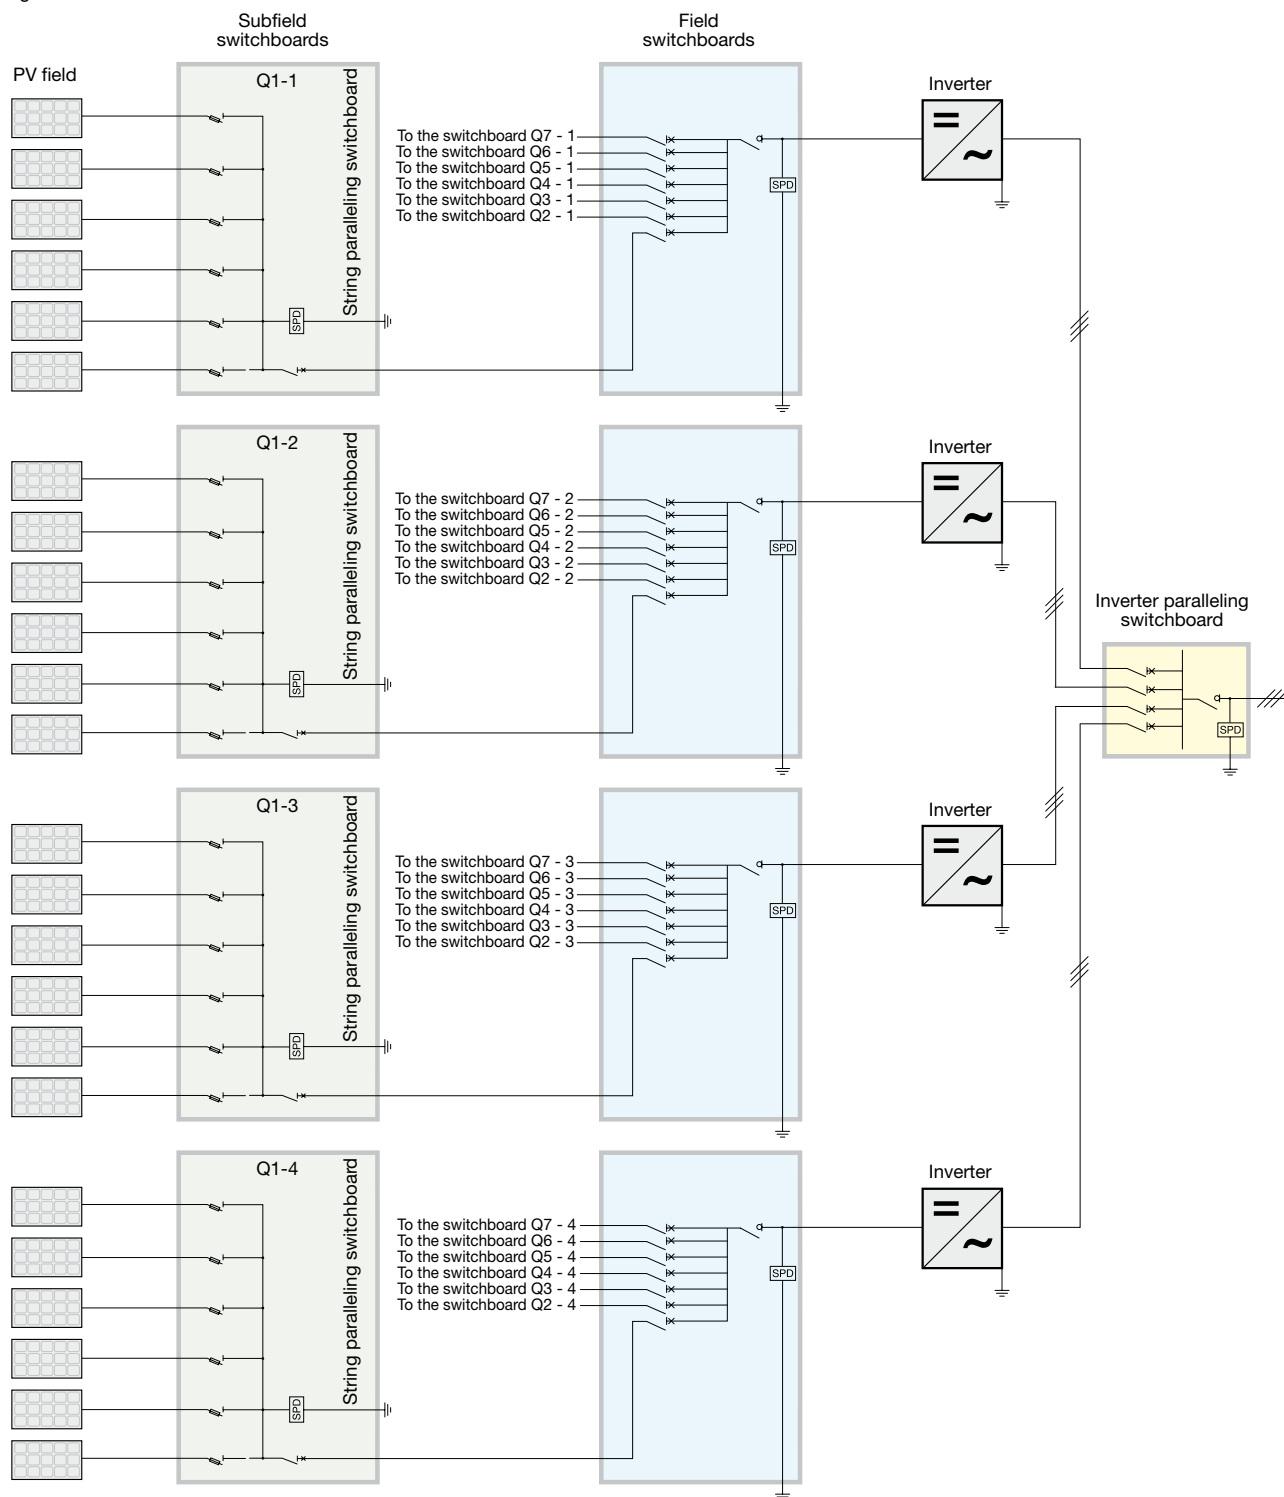 Subfield
switchboards
Field
switchboards
PV field
Q1-1
String paralleling switchboard
SPD
To the switchboard Q7 - 1
To the switchboard Q6 - 1
To the switchboard Q5 - 1
To the switchboard Q4 - 1
To the switchboard Q3 - 1
To the switchboard Q2 - 1
SPD
Inverter
Q1-2
String paralleling switchboard
SPD
To the switchboard Q7 - 2
To the switchboard Q6 - 2
To the switchboard Q5 - 2
To the switchboard Q4 - 2
To the switchboard Q3 - 2
To the switchboard Q2 - 2
SPD
Inverter
Inverter paralleling
switchboard
SPD
Q1-3
String paralleling switchboard
SPD
To the switchboard Q7 - 3
To the switchboard Q6 - 3
To the switchboard Q5 - 3
To the switchboard Q4 - 3
To the switchboard Q3 - 3
To the switchboard Q2 - 3
SPD
Inverter
Q1-4
String paralleling switchboard
SPD
To the switchboard Q7 - 4
To the switchboard Q6 - 4
To the switchboard Q5 - 4
To the switchboard Q4 - 4
To the switchboard Q3 - 4
To the switchboard Q2 - 4
SPD
Inverter